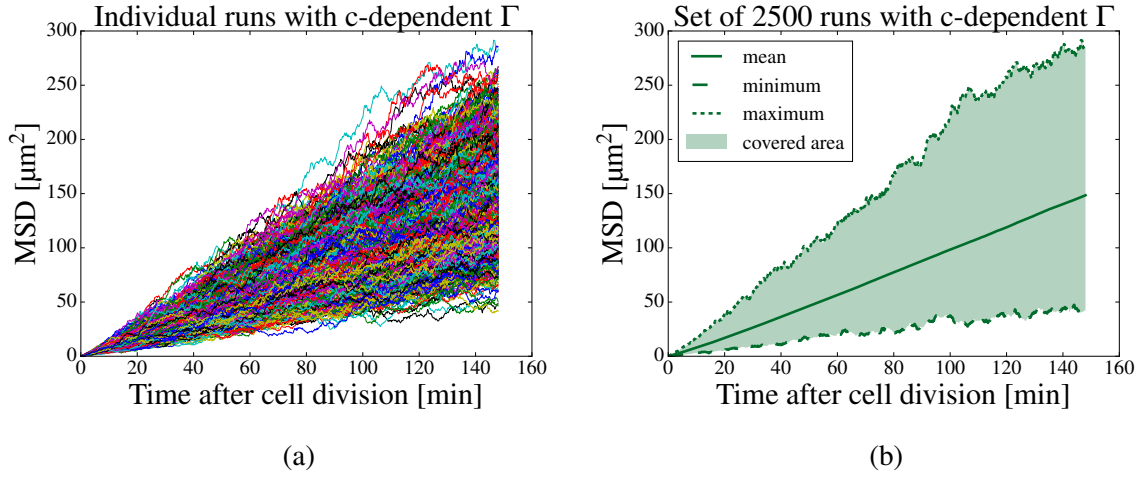 Individual runs with c-dependent Γ
MSD [µm²]
300
250
200
150
100
50
0
0 20 40 60 80 100 120 140 160
Time after cell division [min]
(a)
Set of 2500 runs with c-dependent Γ
MSD [µm²]
300
250
200
150
100
50
0
mean
minimum
maximum
covered area
0 20 40 60 80 100 120 140 160
Time after cell division [min]
(b)